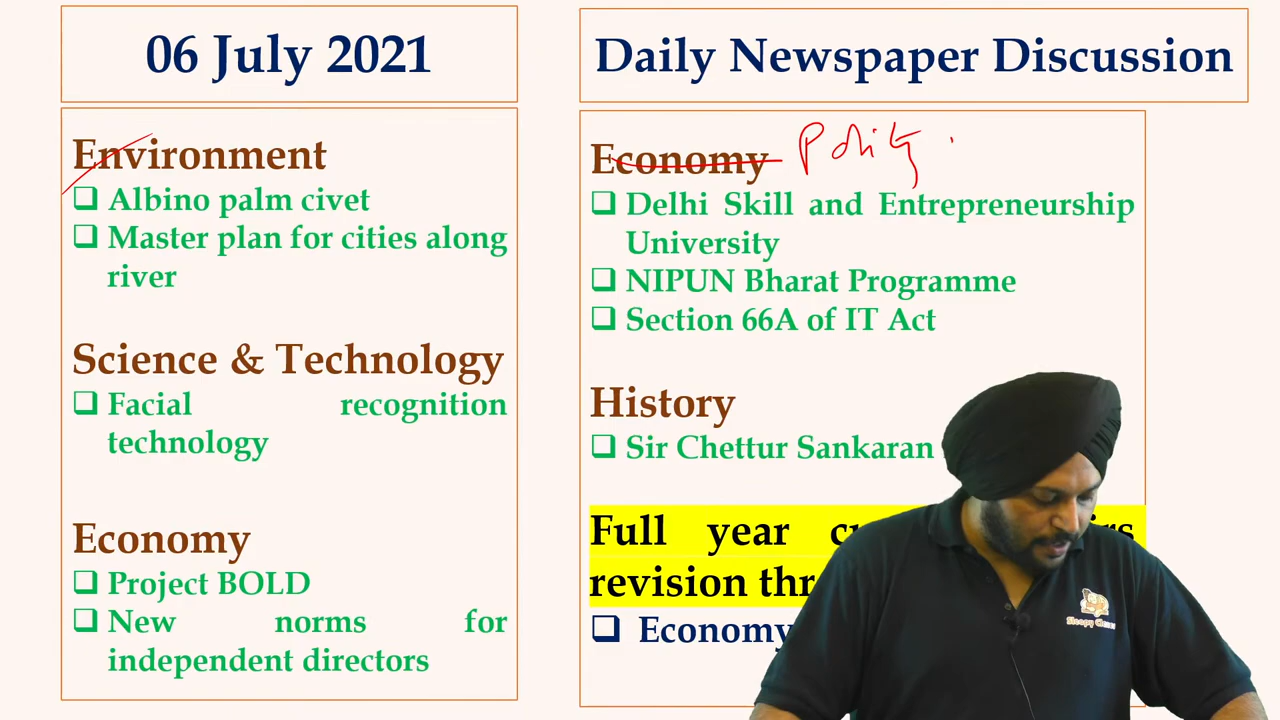 06 July 2021
Daily Newspaper Discussion
Environment
Albino palm civet
Master plan for cities along
river
Science & Technology
Facial recognition
technology
Economy
Project BOLD
New norms for
independent directors
Economy Polity
Delhi Skill and Entrepreneurship
University
NIPUN Bharat Programme
Section 66A of IT Act
History
Sir Chettur Sankaran
Full year
revision
Economy
Sleepy